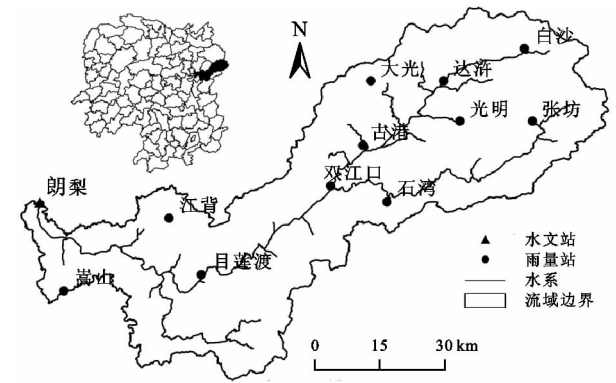 N
白沙
大光
达浒
光明
张坊
古港
双江口
石湾
朗梨
江背
目莲渡
嵩山
水文站
雨量站
水系
流域边界
0 15 30 km